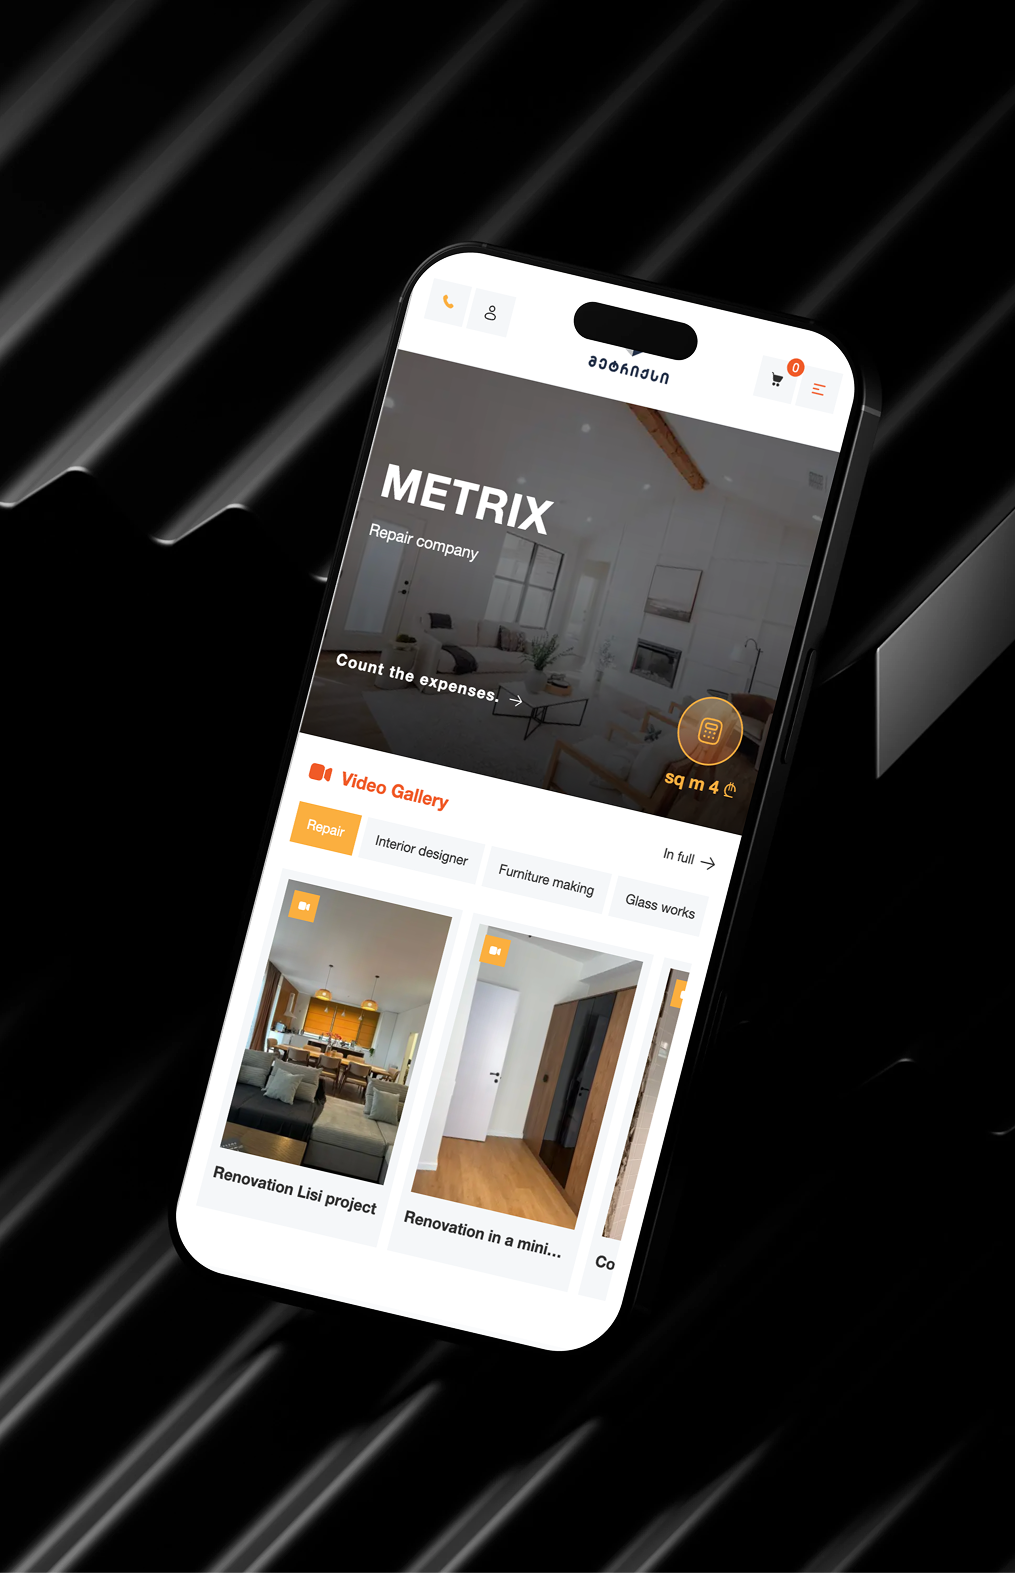 მეტრიქსი
0
METRIX
Repair company
Count the expenses.
sq m 4 ₾
Video Gallery
In full
Repair
Interior designer
Furniture making
Glass works
Renovation Lisi project
Renovation in a mini...
Co